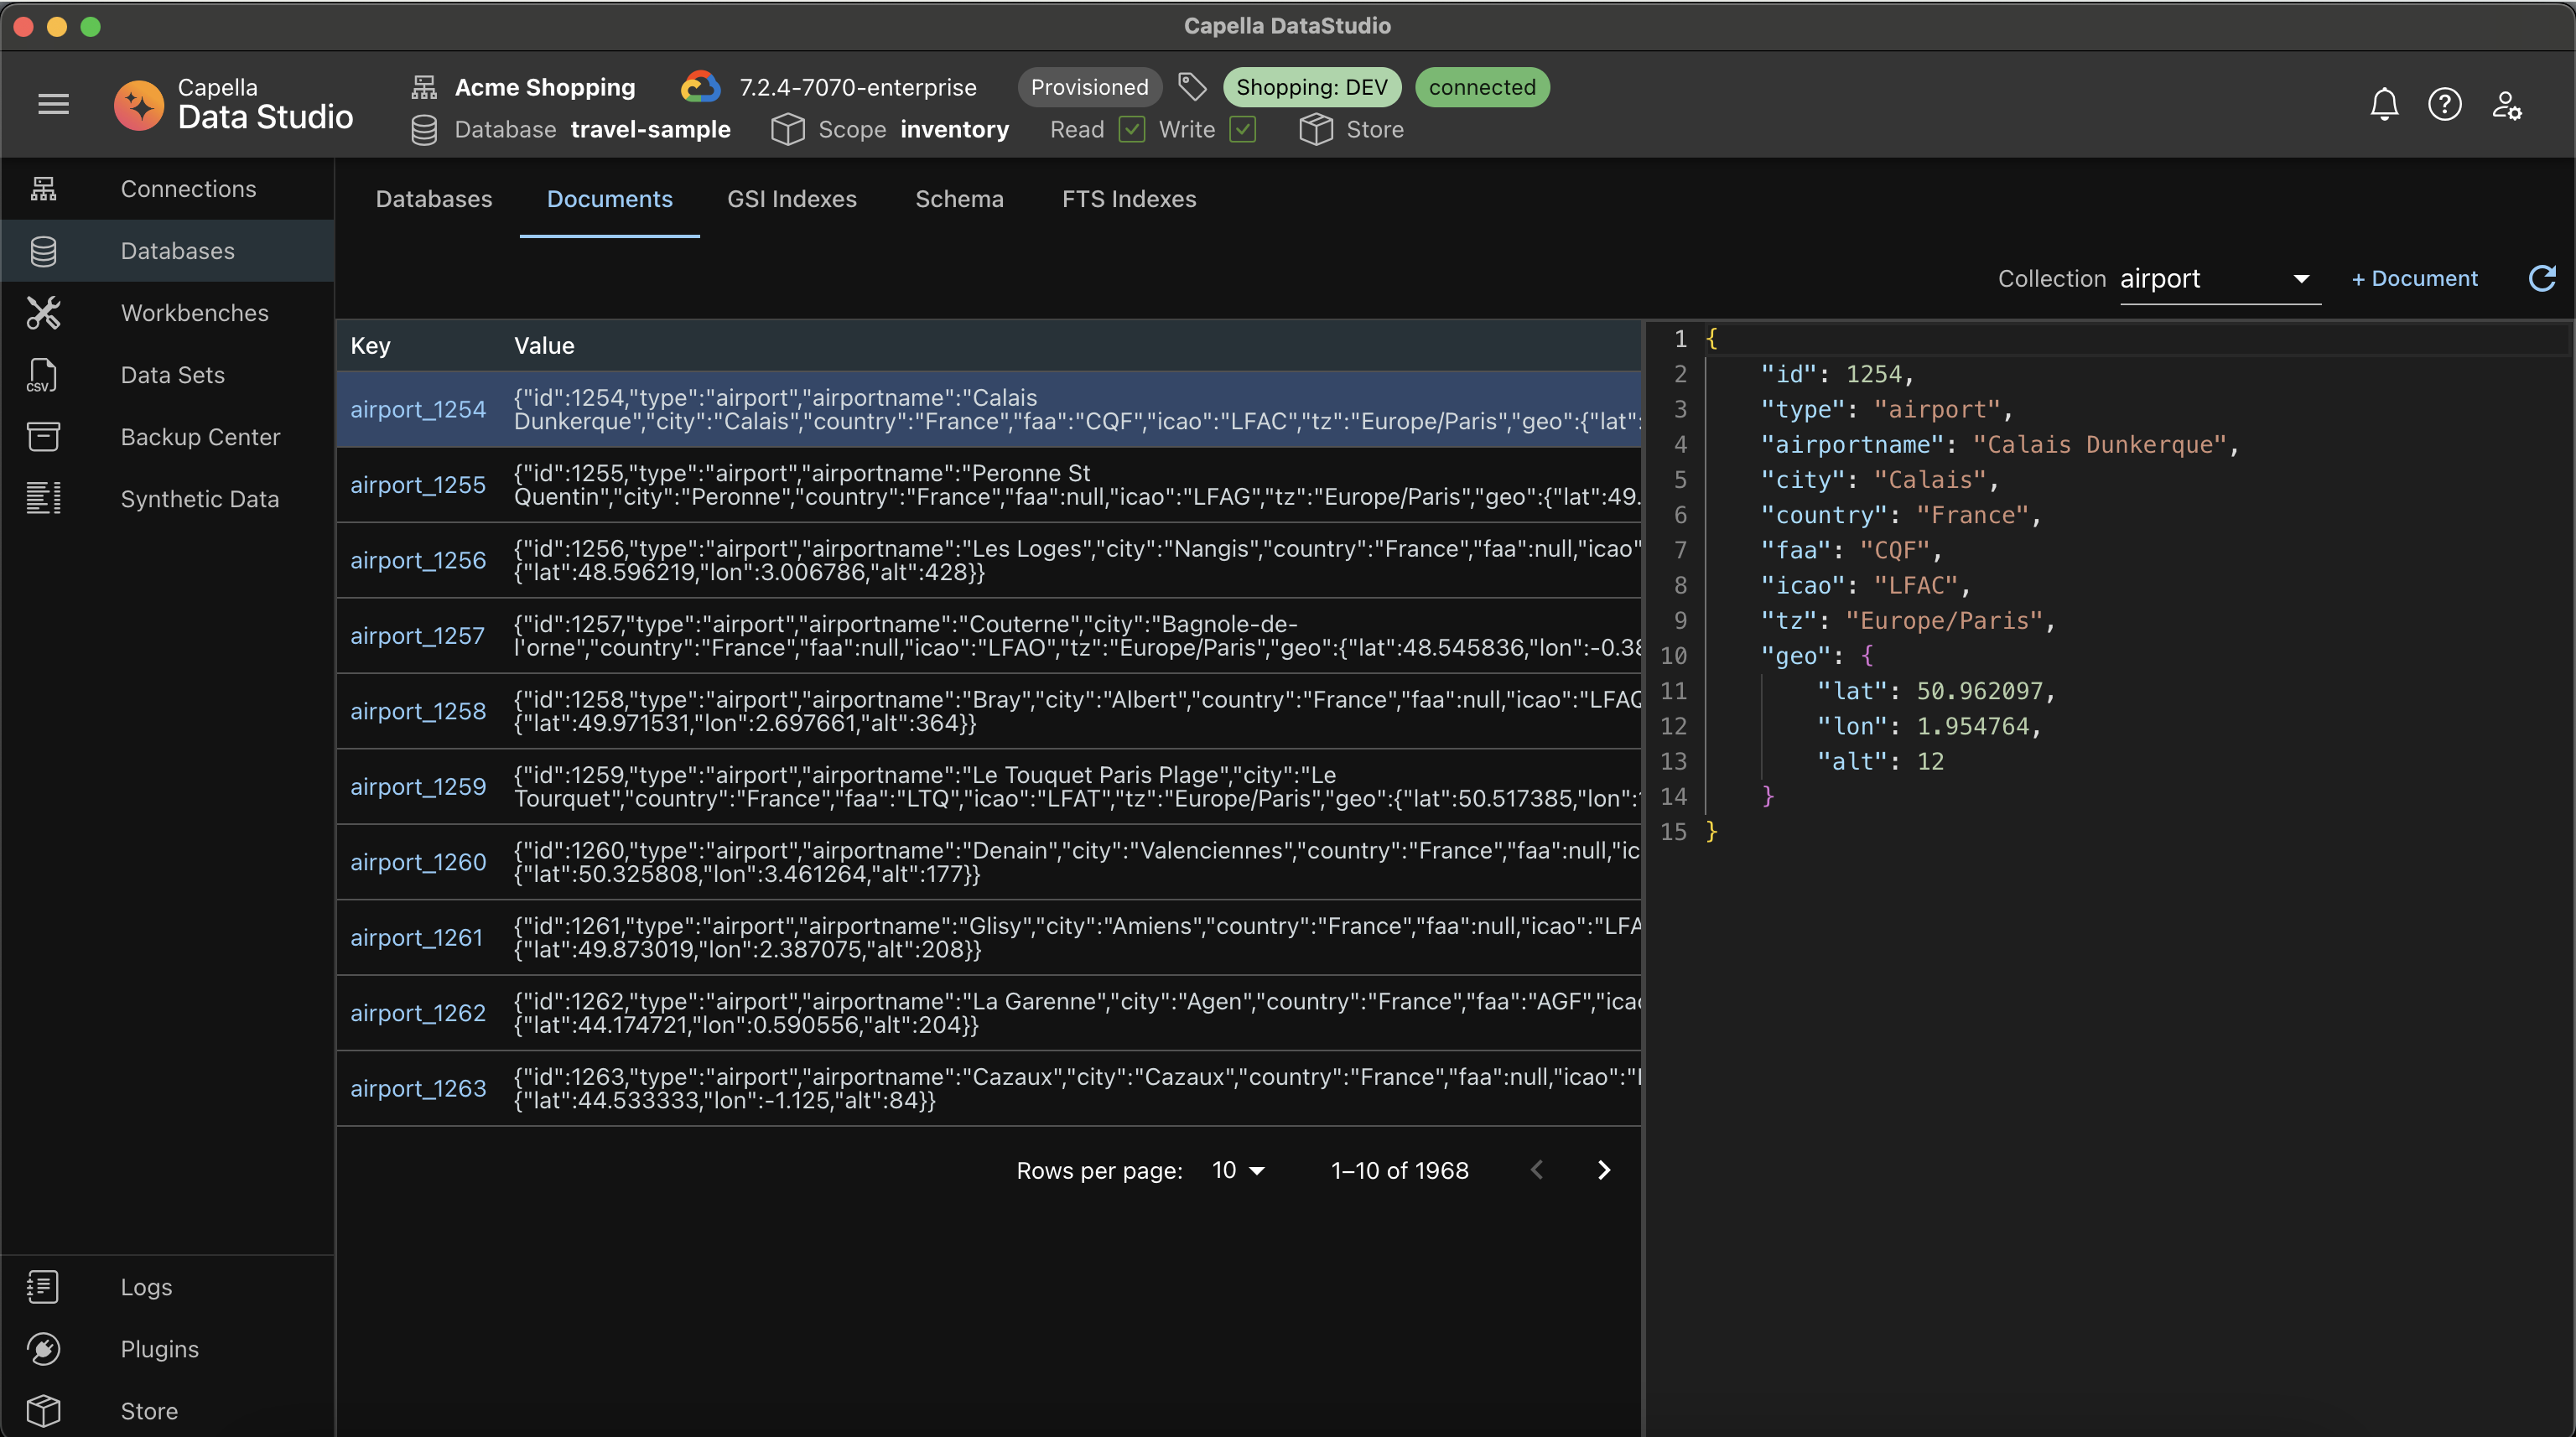 Capella DataStudio
Capella
Data Studio
Acme Shopping 7.2.4-7070-enterprise Provisioned Shopping: DEV connected
Database travel-sample Scope inventory Read Write Store
Connections
Databases
Workbenches
CSV Data Sets
Backup Center
Synthetic Data
Logs
Plugins
Store
Databases Documents GSI Indexes Schema FTS Indexes
Collection airport + Document
Key Value
airport_1254 {"id":1254,"type":"airport","airportname":"Calais
Dunkerque","city":"Calais","country":"France","faa":"CQF","icao":"LFAC","tz":"Europe/Paris","geo":{"lat":
airport_1255 {"id":1255,"type":"airport","airportname":"Peronne St
Quentin","city":"Peronne","country":"France","faa":null,"icao":"LFAG","tz":"Europe/Paris","geo":{"lat":49.
airport_1256 {"id":1256,"type":"airport","airportname":"Les Loges","city":"Nangis","country":"France","faa":null,"icao"
{"lat":48.596219,"lon":3.006786,"alt":428}}
airport_1257 {"id":1257,"type":"airport","airportname":"Couterne","city":"Bagnole-de-
l'orne","country":"France","faa":null,"icao":"LFAO","tz":"Europe/Paris","geo":{"lat":48.545836,"lon":-0.38
airport_1258 {"id":1258,"type":"airport","airportname":"Bray","city":"Albert","country":"France","faa":null,"icao":"LFAQ
{"lat":49.971531,"lon":2.697661,"alt":364}}
airport_1259 {"id":1259,"type":"airport","airportname":"Le Touquet Paris Plage","city":"Le
Tourquet","country":"France","faa":"LTQ","icao":"LFAT","tz":"Europe/Paris","geo":{"lat":50.517385,"lon":
airport_1260 {"id":1260,"type":"airport","airportname":"Denain","city":"Valenciennes","country":"France","faa":null,"ic
{"lat":50.325808,"lon":3.461264,"alt":177}}
airport_1261 {"id":1261,"type":"airport","airportname":"Glisy","city":"Amiens","country":"France","faa":null,"icao":"LFA
{"lat":49.873019,"lon":2.387075,"alt":208}}
airport_1262 {"id":1262,"type":"airport","airportname":"La Garenne","city":"Agen","country":"France","faa":"AGF","icao
{"lat":44.174721,"lon":0.590556,"alt":204}}
airport_1263 {"id":1263,"type":"airport","airportname":"Cazaux","city":"Cazaux","country":"France","faa":null,"icao":"
{"lat":44.533333,"lon":-1.125,"alt":84}}
Rows per page: 10 1–10 of 1968
1 {
2 "id": 1254,
3 "type": "airport",
4 "airportname": "Calais Dunkerque",
5 "city": "Calais",
6 "country": "France",
7 "faa": "CQF",
8 "icao": "LFAC",
9 "tz": "Europe/Paris",
10 "geo": {
11 "lat": 50.962097,
12 "lon": 1.954764,
13 "alt": 12
14 }
15 }